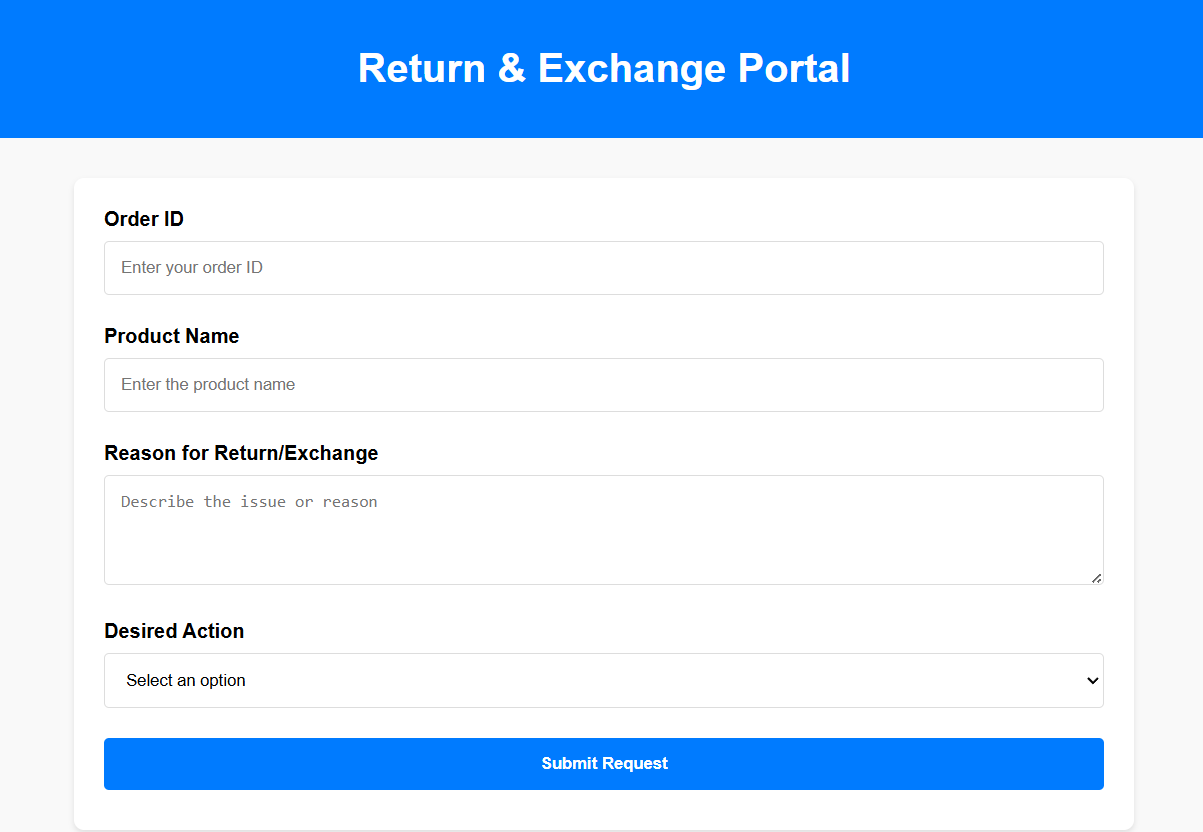 Return & Exchange Portal
Order ID
Enter your order ID
Product Name
Enter the product name
Reason for Return/Exchange
Describe the issue or reason
Desired Action
Select an option
Submit Request